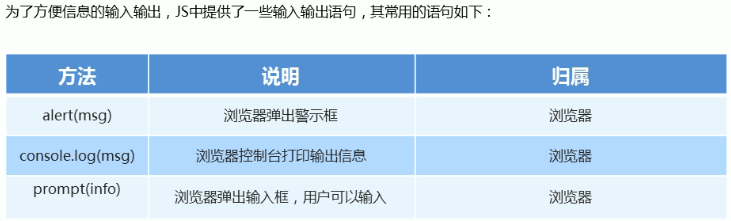 为了方便信息的输入输出，JS中提供了一些输入输出语句，其常用的语句如下：
方法 说明 归属
alert(msg) 浏览器弹出警示框 浏览器
console.log(msg) 浏览器控制台打印输出信息 浏览器
prompt(info) 浏览器弹出输入框，用户可以输入 浏览器